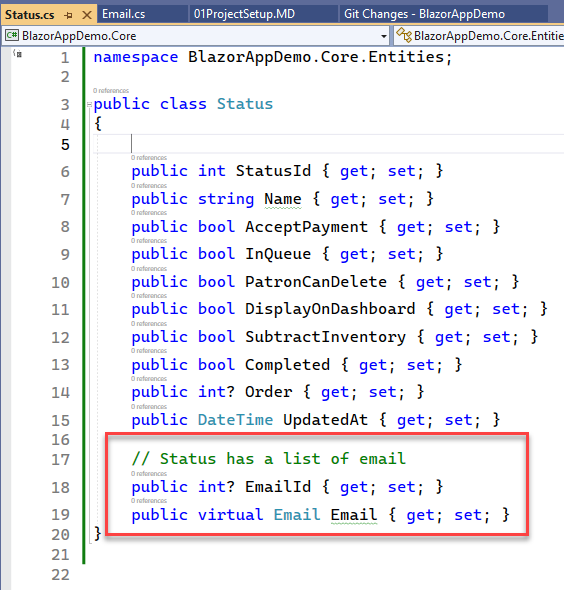 Status.cs
Email.cs
01ProjectSetup.MD
Git Changes - BlazorAppDemo
C# BlazorAppDemo.Core
BlazorAppDemo.Core.Entitie
1 namespace BlazorAppDemo.Core.Entities;
2
0 references
3 public class Status
4 {
5
0 references
6 public int StatusId { get; set; }
0 references
7 public string Name { get; set; }
0 references
8 public bool AcceptPayment { get; set; }
0 references
9 public bool InQueue { get; set; }
0 references
10 public bool PatronCanDelete { get; set; }
0 references
11 public bool DisplayOnDashboard { get; set; }
0 references
12 public bool SubtractInventory { get; set; }
0 references
13 public bool Completed { get; set; }
0 references
14 public int? Order { get; set; }
0 references
15 public DateTime UpdatedAt { get; set; }
16
17 // Status has a list of email
0 references
18 public int? EmailId { get; set; }
0 references
19 public virtual Email Email { get; set; }
20 }
21
22